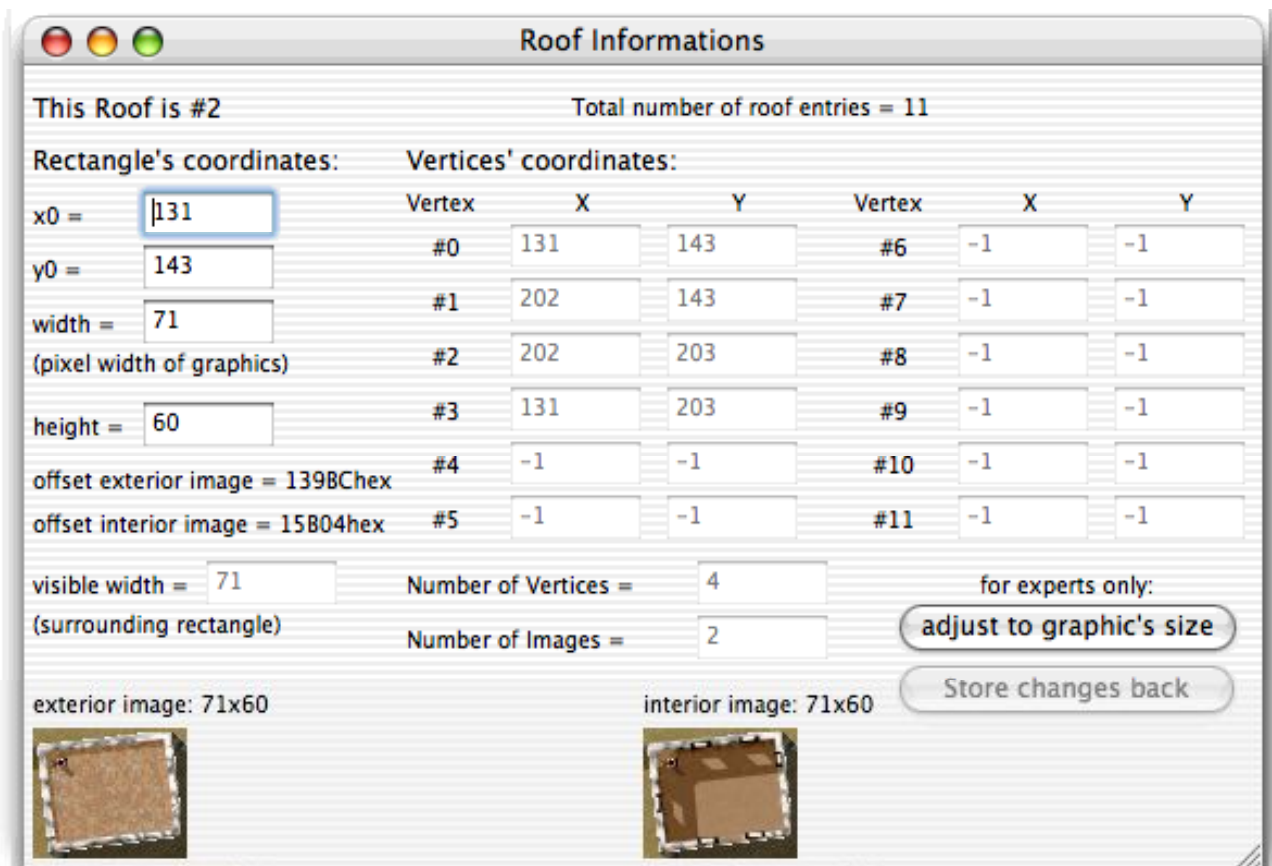 Roof Informations
This Roof is #2
Total number of roof entries = 11
Rectangle's coordinates:
Vertices' coordinates:
x0 = 131
y0 = 143
width = 71
(pixel width of graphics)
height = 60
offset exterior image = 139BChex
offset interior image = 15B04hex
Vertex X Y Vertex X Y
#0 131 143 #6 -1 -1
#1 202 143 #7 -1 -1
#2 202 203 #8 -1 -1
#3 131 203 #9 -1 -1
#4 -1 -1 #10 -1 -1
#5 -1 -1 #11 -1 -1
visible width = 71
(surrounding rectangle)
Number of Vertices = 4
Number of Images = 2
for experts only:
adjust to graphic's size
Store changes back
exterior image: 71x60
interior image: 71x60